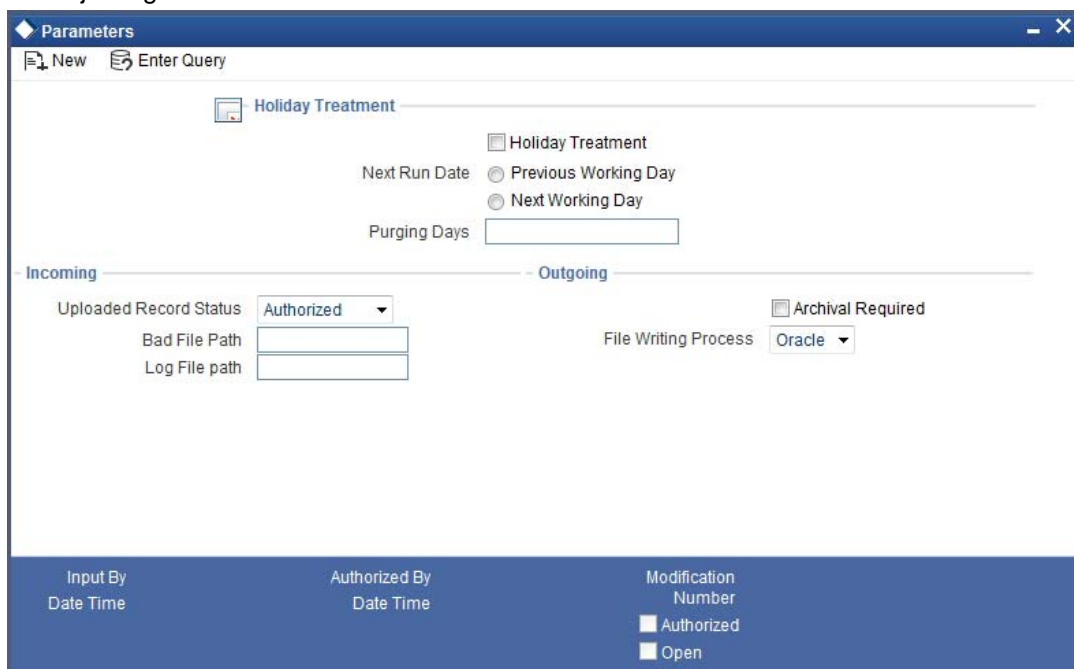 Parameters
New Enter Query
Holiday Treatment
Holiday Treatment
Next Run Date Previous Working Day
Next Working Day
Purging Days
Incoming Outgoing
Uploaded Record Status Authorized Archival Required
Bad File Path File Writing Process Oracle
Log File path
Input By Authorized By Modification
Date Time Date Time Number
Authorized
Open